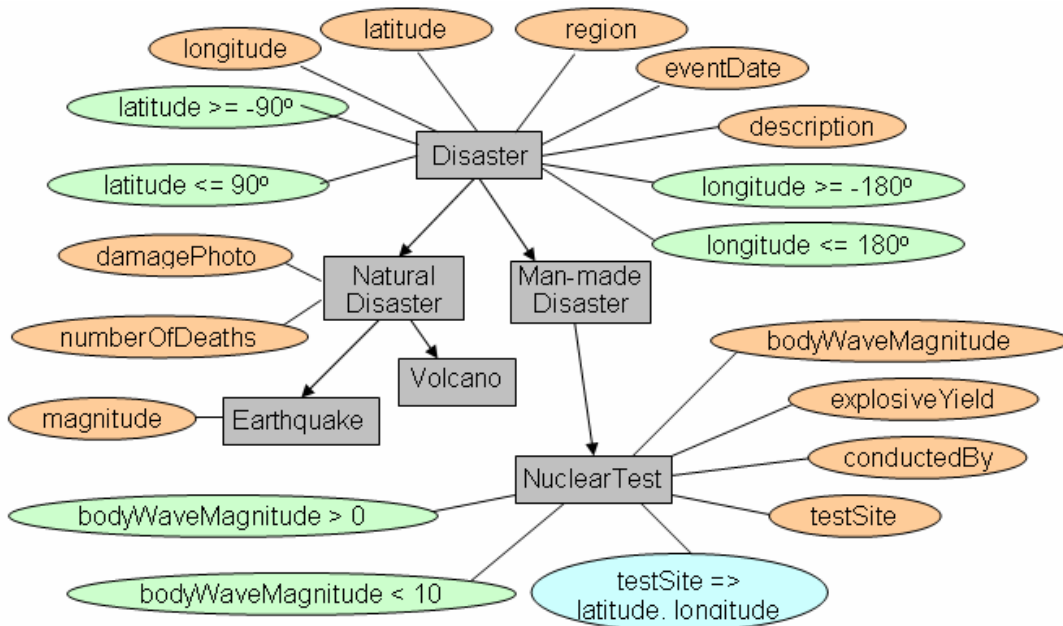 latitude
region
longitude
eventDate
latitude >= -90º
description
Disaster
latitude <= 90º
longitude >= -180º
longitude <= 180º
damagePhoto
Natural
Disaster
Man-made
Disaster
numberOfDeaths
bodyWaveMagnitude
Volcano
explosiveYield
magnitude
Earthquake
conductedBy
NuclearTest
bodyWaveMagnitude > 0
testSite
bodyWaveMagnitude < 10
testSite =>
latitude, longitude